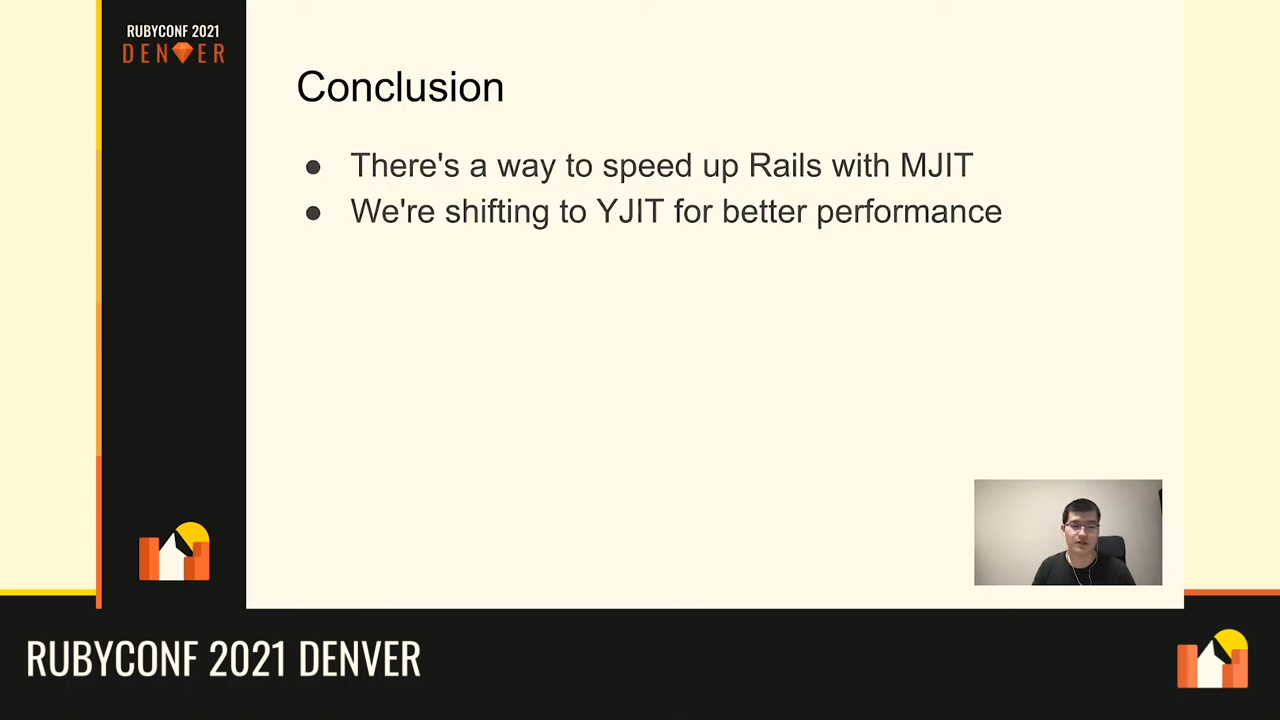 RUBYCONF 2021
DENVER
Conclusion
● There's a way to speed up Rails with MJIT
● We're shifting to YJIT for better performance
RUBYCONF 2021 DENVER